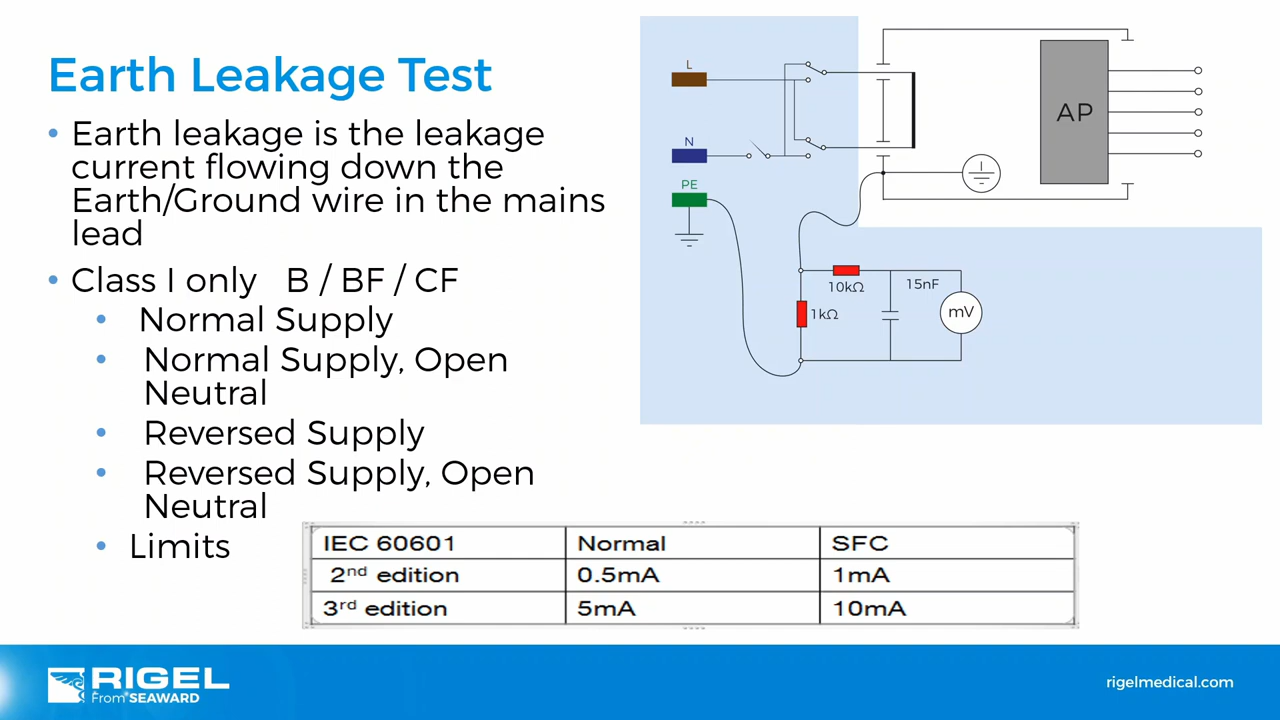 Earth Leakage Test
• Earth leakage is the leakage
current flowing down the
Earth/Ground wire in the mains
lead
• Class I only B / BF / CF
• Normal Supply
• Normal Supply, Open
Neutral
• Reversed Supply
• Reversed Supply, Open
Neutral
• Limits
L
N
PE
AP
10kΩ
15nF
1kΩ
mV
IEC 60601 Normal SFC
2nd edition 0.5mA 1mA
3rd edition 5mA 10mA
RIGEL
From SEAWARD
rigelmedical.com